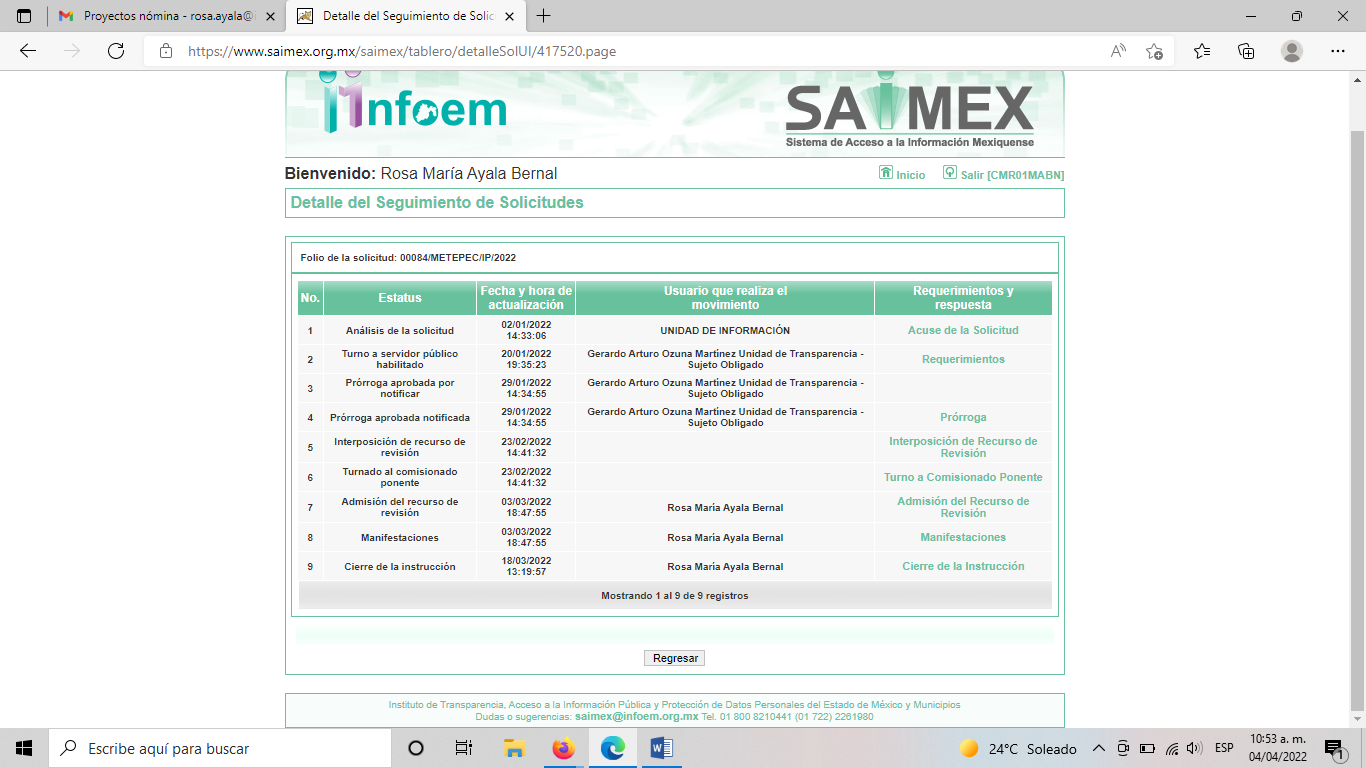 Proyectos nómina - rosa.ayala@i
Detalle del Seguimiento de Solic
https://www.saimex.org.mx/saimex/tablero/detalleSolUI/417520.page
infoem
SAIMEX
Sistema de Acceso a la Información Mexiquense
Bienvenido: Rosa María Ayala Bernal
Inicio
Salir [CMR01MABN]
Detalle del Seguimiento de Solicitudes
Folio de la solicitud: 00084/METEPEC/IP/2022
No. Estatus Fecha y hora de actualización Usuario que realiza el movimiento Requerimientos y respuesta
1 Análisis de la solicitud 02/01/2022 14:33:06 UNIDAD DE INFORMACIÓN Acuse de la Solicitud
2 Turno a servidor público habilitado 20/01/2022 19:35:23 Gerardo Arturo Ozuna Martínez Unidad de Transparencia - Sujeto Obligado Requerimientos
3 Prórroga aprobada por notificar 29/01/2022 14:34:55 Gerardo Arturo Ozuna Martínez Unidad de Transparencia - Sujeto Obligado
4 Prórroga aprobada notificada 29/01/2022 14:34:55 Gerardo Arturo Ozuna Martínez Unidad de Transparencia - Sujeto Obligado Prórroga
5 Interposición de recurso de revisión 23/02/2022 14:41:32 Interposición de Recurso de Revisión
6 Turnado al comisionado ponente 23/02/2022 14:41:32 Turno a Comisionado Ponente
7 Admisión del recurso de revisión 03/03/2022 18:47:55 Rosa María Ayala Bernal Admisión del Recurso de Revisión
8 Manifestaciones 03/03/2022 18:47:55 Rosa María Ayala Bernal Manifestaciones
9 Cierre de la instrucción 18/03/2022 13:19:57 Rosa María Ayala Bernal Cierre de la Instrucción
Mostrando 1 al 9 de 9 registros
Regresar
Instituto de Transparencia, Acceso a la Información Pública y Protección de Datos Personales del Estado de México y Municipios
Dudas o sugerencias: saimex@infoem.org.mx Tel. 01 800 8210441 (01 722) 2261980
Escribe aquí para buscar
24°C Soleado
ESP
10:53 a. m.
04/04/2022
1